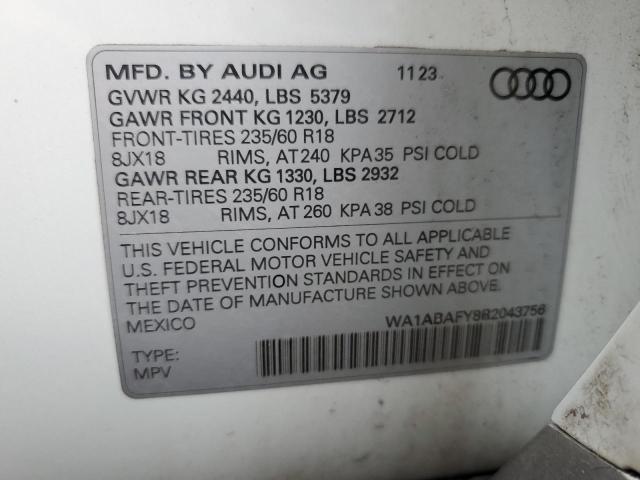 MFD. BY AUDI AG 11 23
GVWR KG 2440, LBS 5379
GAWR FRONT KG 1230, LBS 2712
FRONT-TIRES 235/60 R18
8JX18 RIMS, AT 240 KPA 35 PSI COLD
GAWR REAR KG 1330, LBS 2932
REAR-TIRES 235/60 R18
8JX18 RIMS, AT 260 KPA 38 PSI COLD
THIS VEHICLE CONFORMS TO ALL APPLICABLE
U.S. FEDERAL MOTOR VEHICLE SAFETY AND
THEFT PREVENTION STANDARDS IN EFFECT ON
THE DATE OF MANUFACTURE SHOWN ABOVE.
MEXICO WA1ABAFY8R2043756
TYPE:
MPV